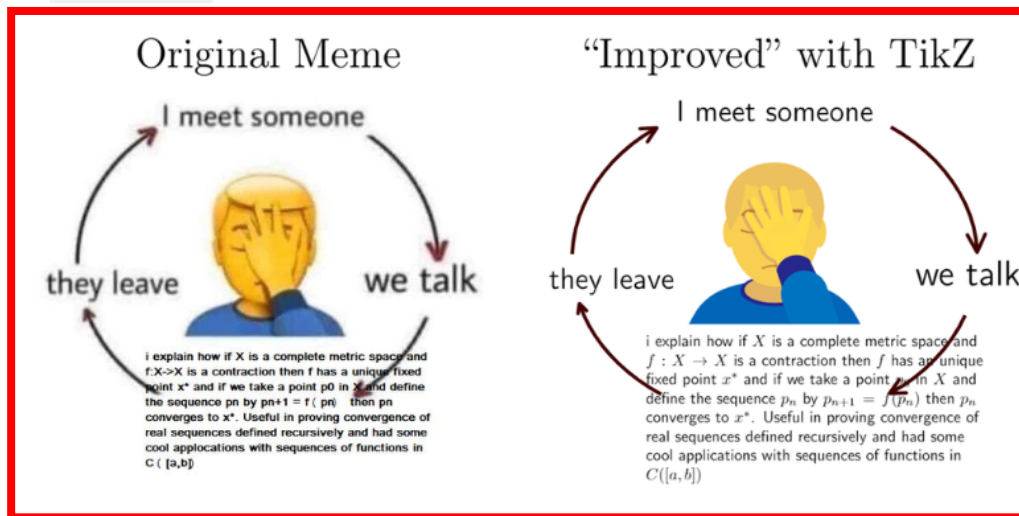 Original Meme
I meet someone
we talk
i explain how if X is a complete metric space and
f:X->X is a contraction then f has a unique fixed
point x* and if we take a point p0 in X and define
the sequence pn by pn+1 = f ( pn) then pn
converges to x*. Useful in proving convergence of
real sequences defined recursively and had some
cool applocations with sequences of functions in
C ( [a,b])
they leave
"Improved" with TikZ
I meet someone
we talk
i explain how if X is a complete metric space and
f : X → X is a contraction then f has an unique
fixed point x* and if we take a point in X and
define the sequence pₙ by pₙ₊₁ = f(pₙ) then pₙ
converges to x*. Useful in proving convergence of
real sequences defined recursively and had some
cool applications with sequences of functions in
C([a, b])
they leave